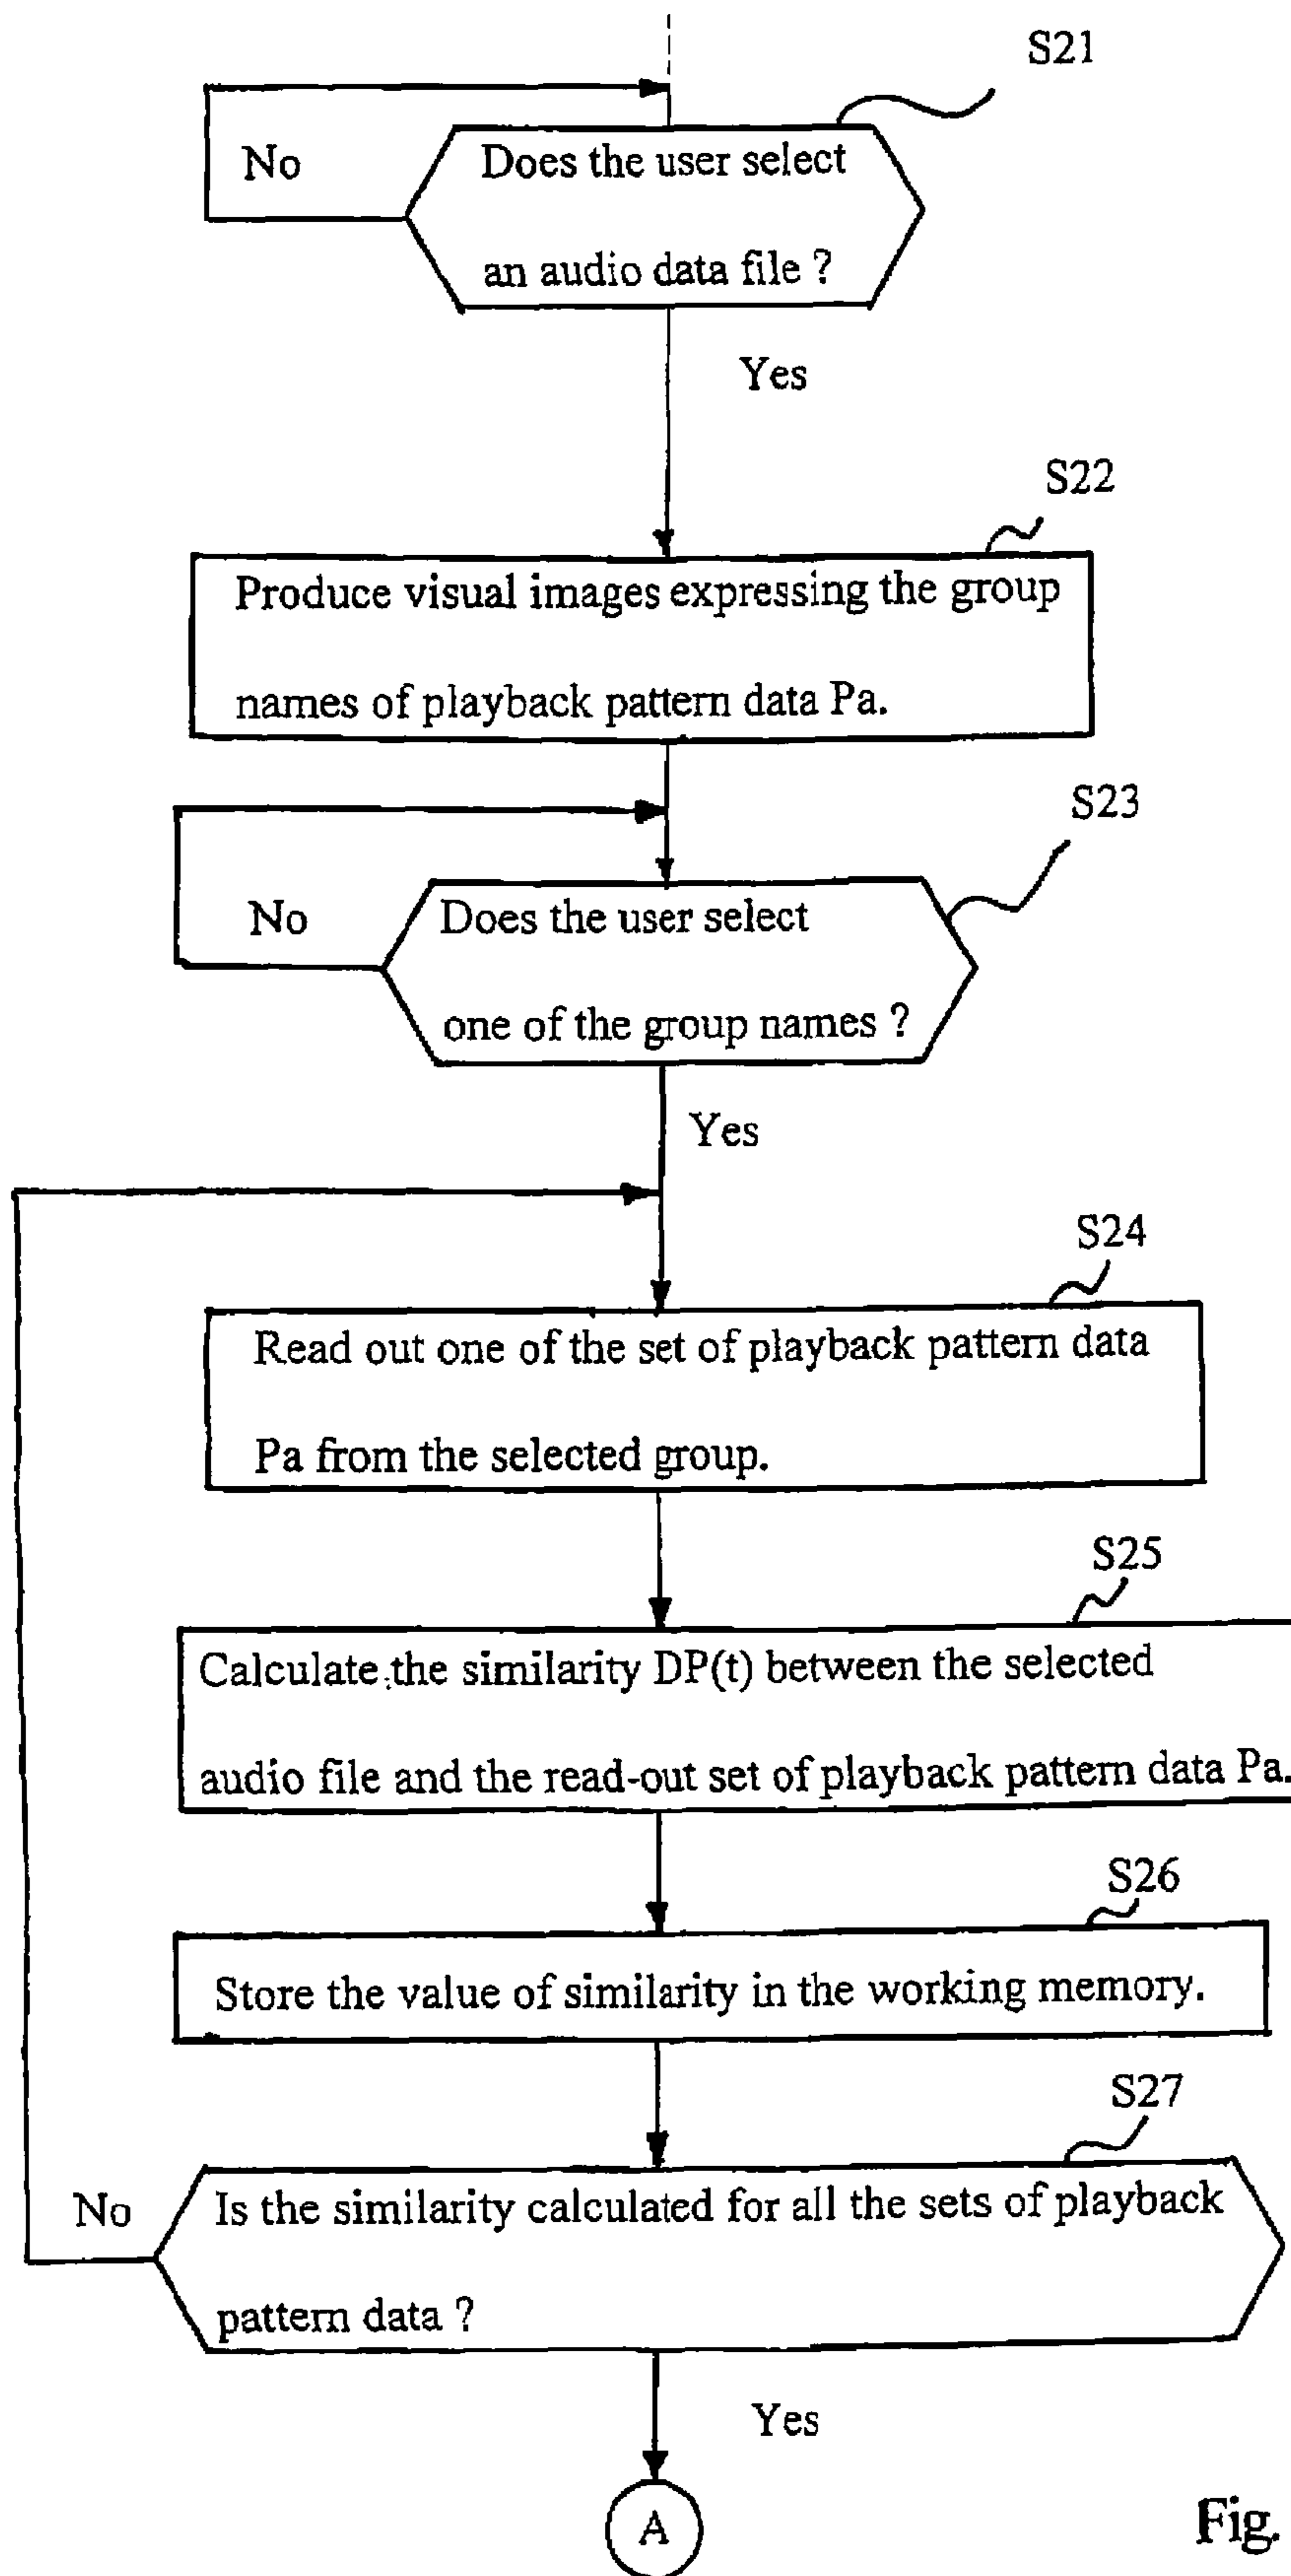 S21
No
Does the user select
an audio data file ?
Yes
S22
Produce visual images expressing the group
names of playback pattern data Pa.
S23
No
Does the user select
one of the group names ?
Yes
S24
Read out one of the set of playback pattern data
Pa from the selected group.
S25
Calculate the similarity DP(t) between the selected
audio file and the read-out set of playback pattern data Pa.
S26
Store the value of similarity in the working memory.
S27
No
Is the similarity calculated for all the sets of playback
pattern data ?
Yes
A
Fig.